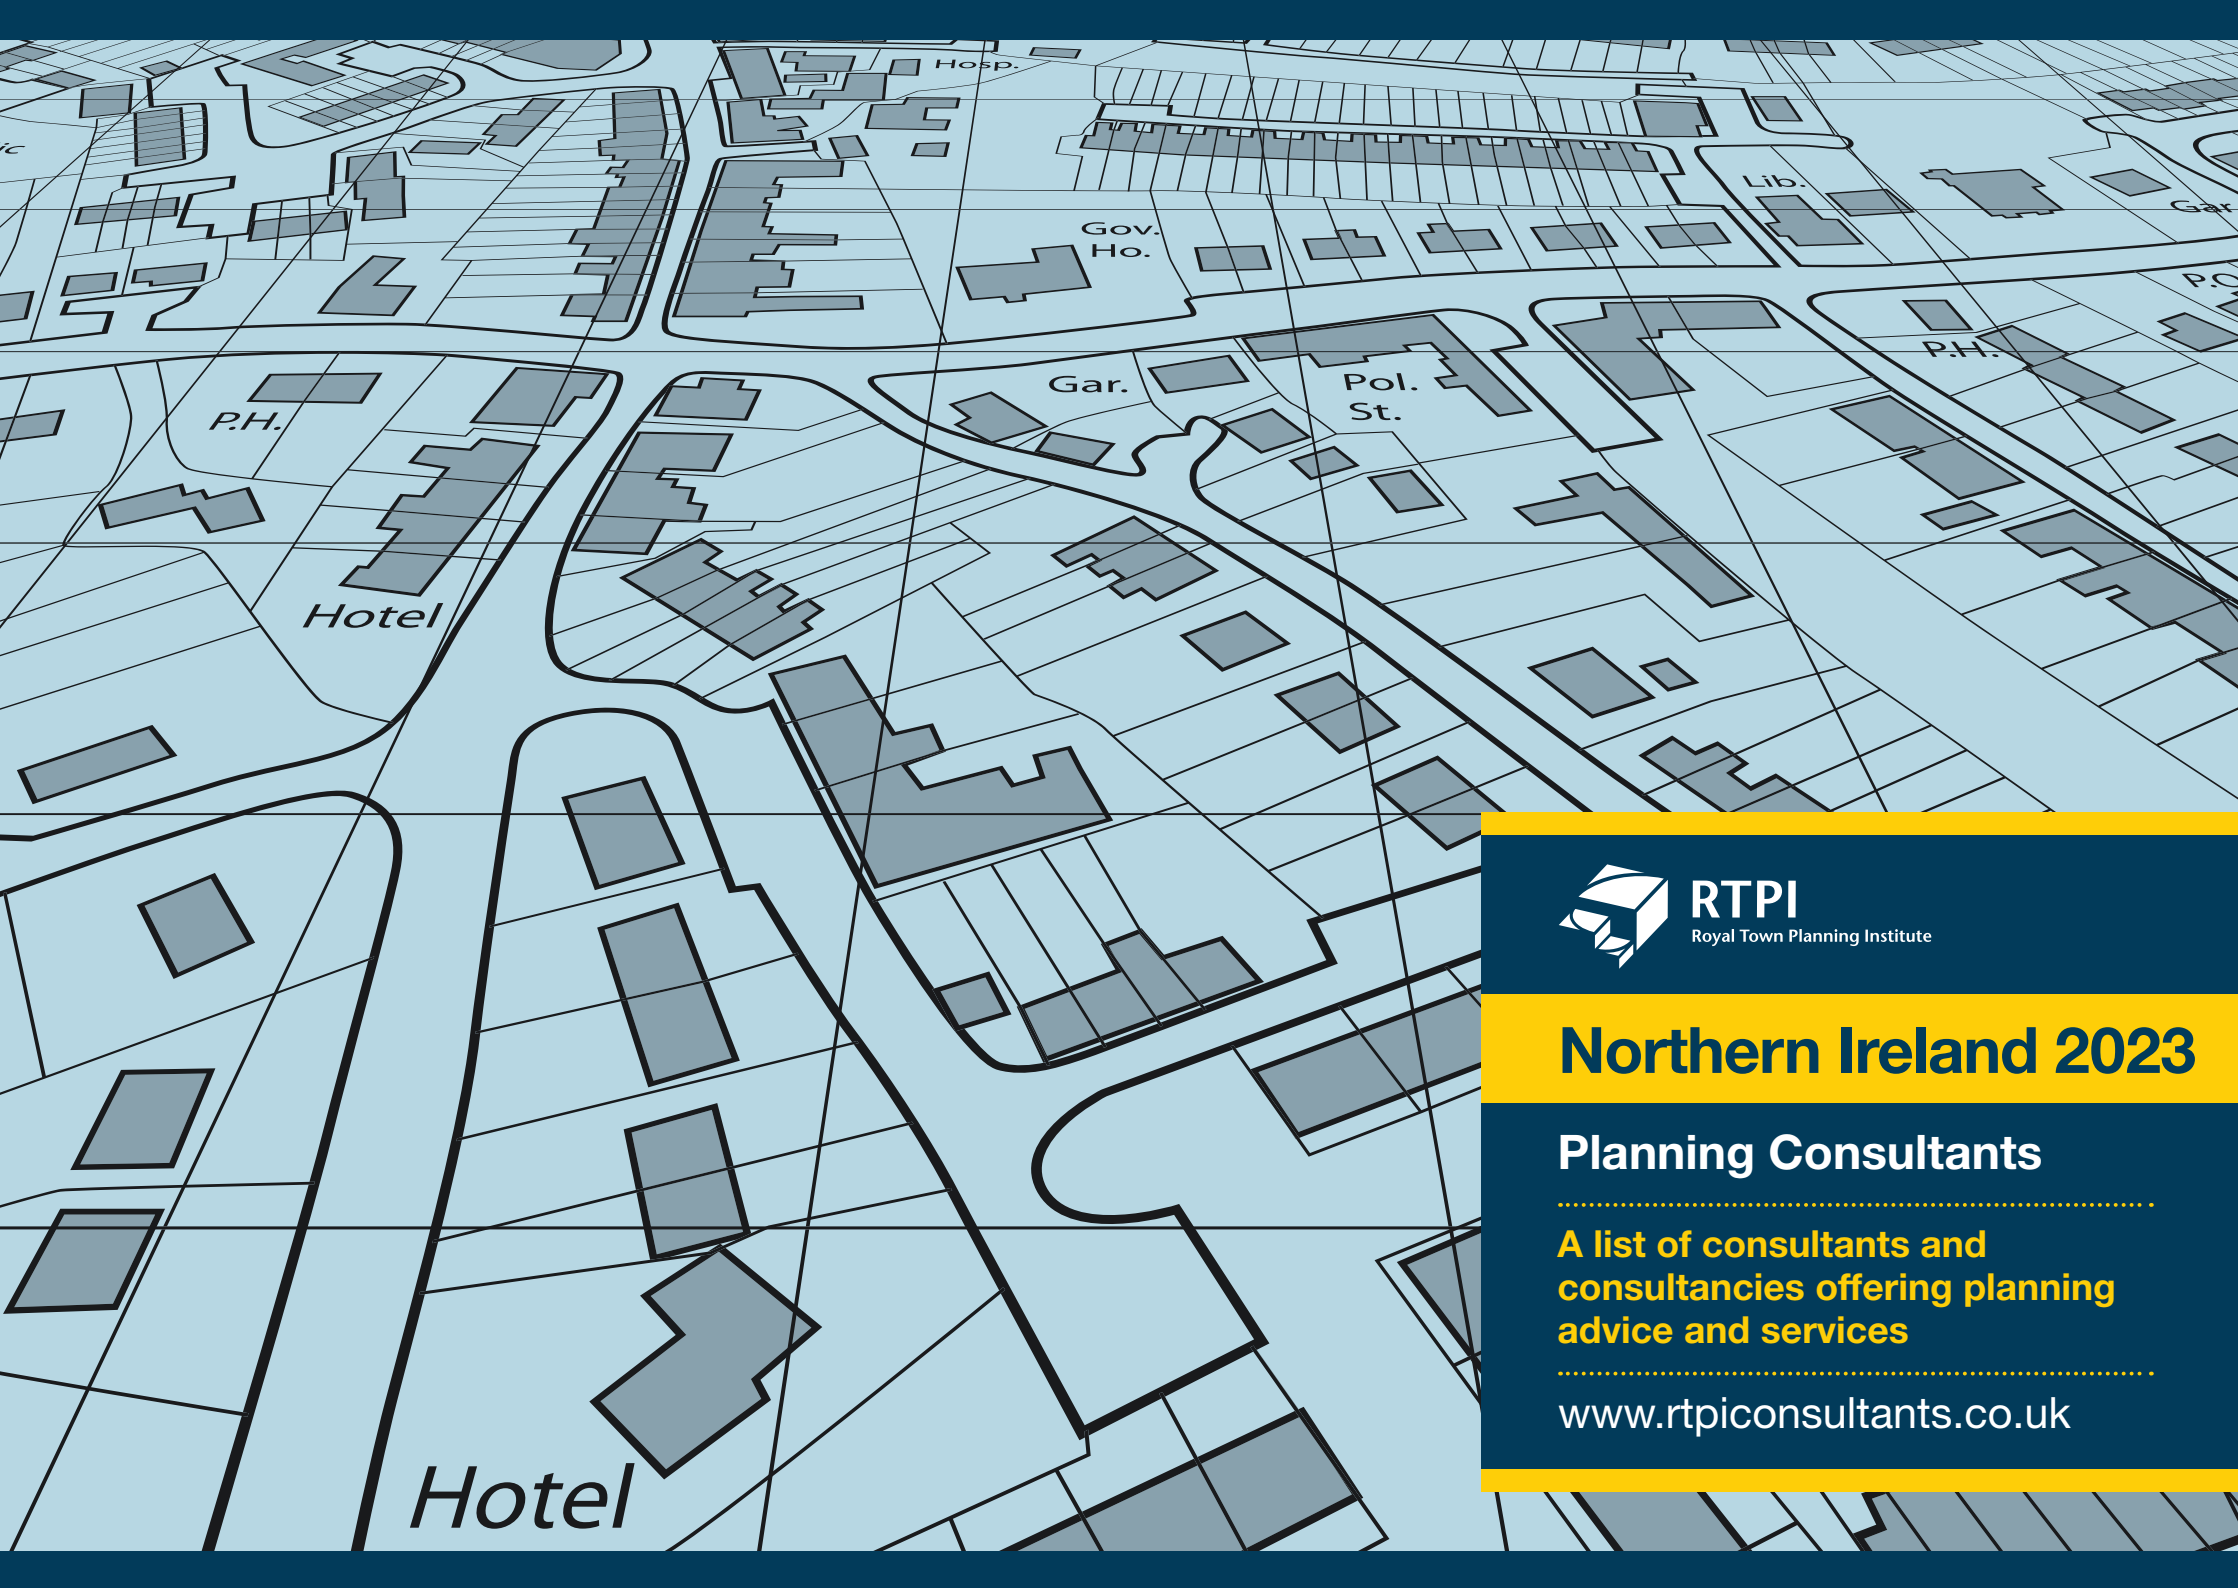 Hosp.
Lib.
Gar
Gov.
Ho.
P.H.
Gar.
Pol.
St.
P.H.
Hotel
RTPI
Royal Town Planning Institute
Northern Ireland 2023
Planning Consultants
A list of consultants and
consultancies offering planning
advice and services
www.rtpiconsultants.co.uk
Hotel